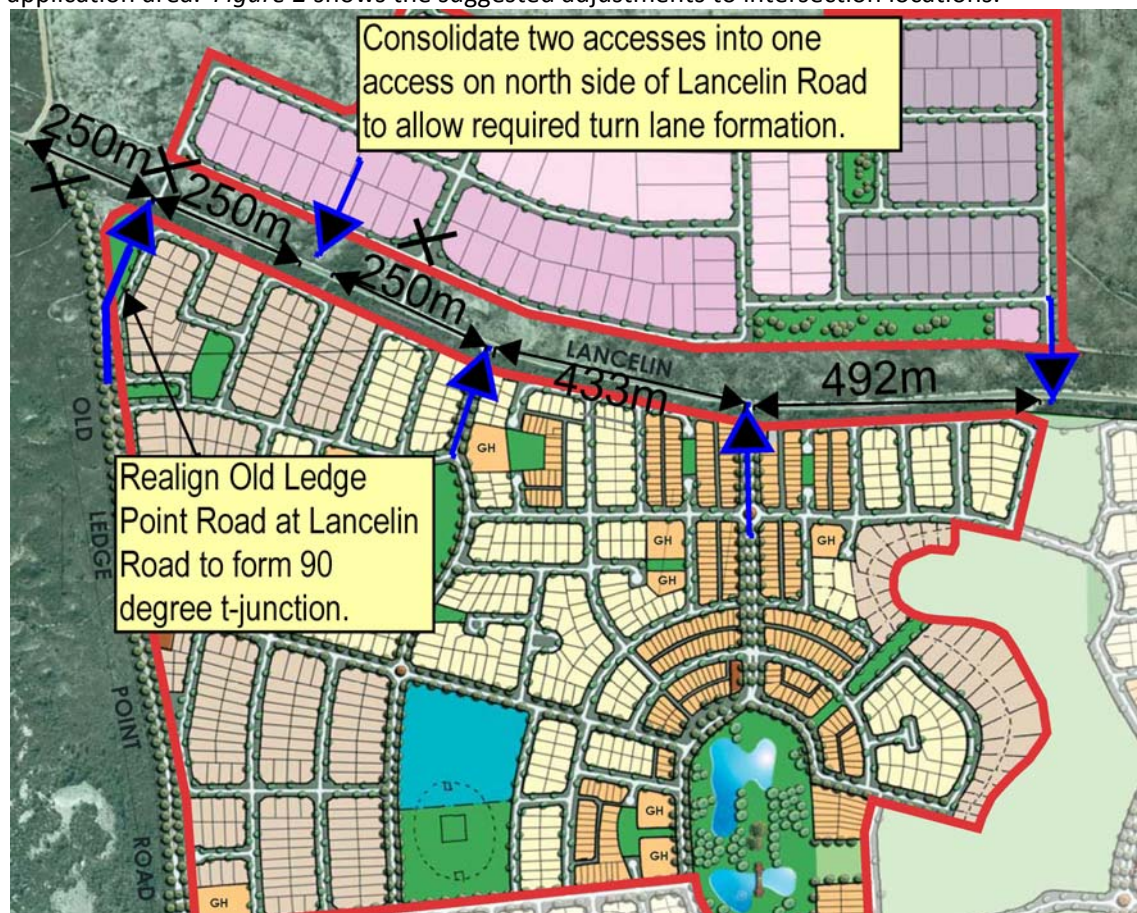 application area. Figure 2 shows the suggested adjustments to intersection locations.
Consolidate two accesses into one
access on north side of Lancelin Road
to allow required turn lane formation.
250m
250m
250m
LANCELIN
433m
492m
GH
Realign Old Ledge
Point Road at Lancelin
Road to form 90
degree t-junction.
GH
GH
GH
OLD
LEDGE
POINT
ROAD
GH
GH
GH